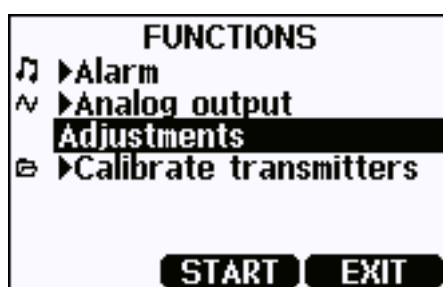 FUNCTIONS
Alarm
Analog output
Adjustments
Calibrate transmitters
START EXIT